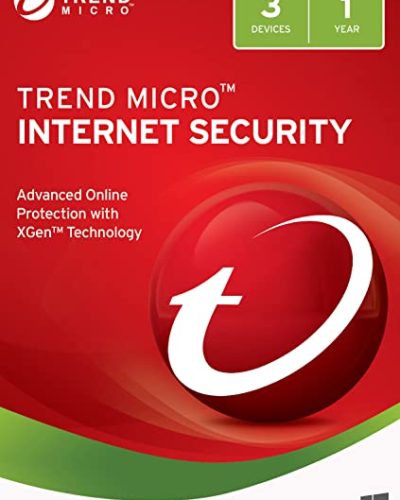 TREND
MICRO
3
DEVICES
1
YEAR
TREND MICRO™
INTERNET SECURITY
Advanced Online
Protection with
XGen™ Technology